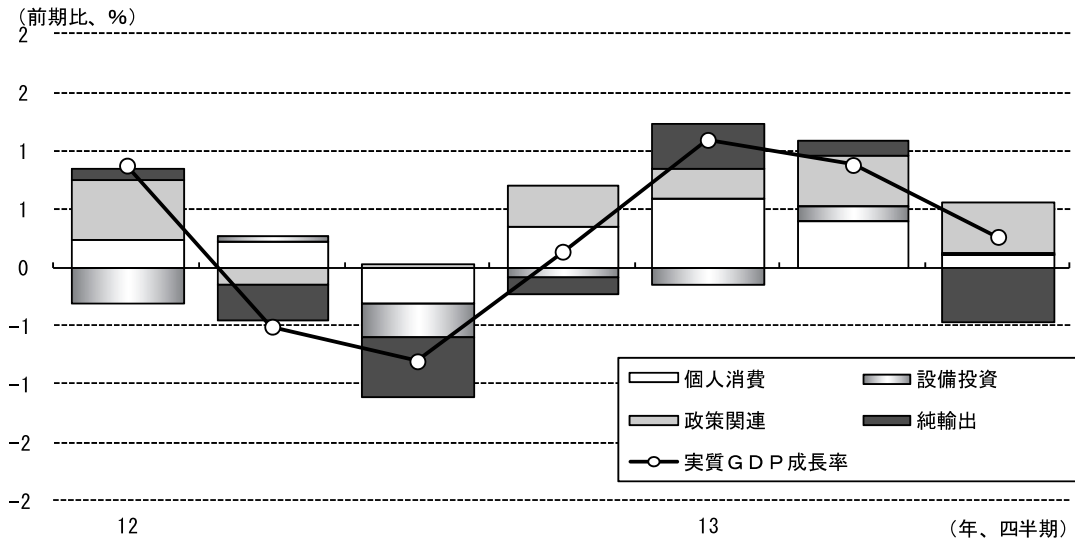 （前期比、%）
2
2
1
1
0
-1
-1
-2
-2
12
13
（年、四半期）
個人消費
設備投資
政策関連
純輸出
実質ＧＤＰ成長率